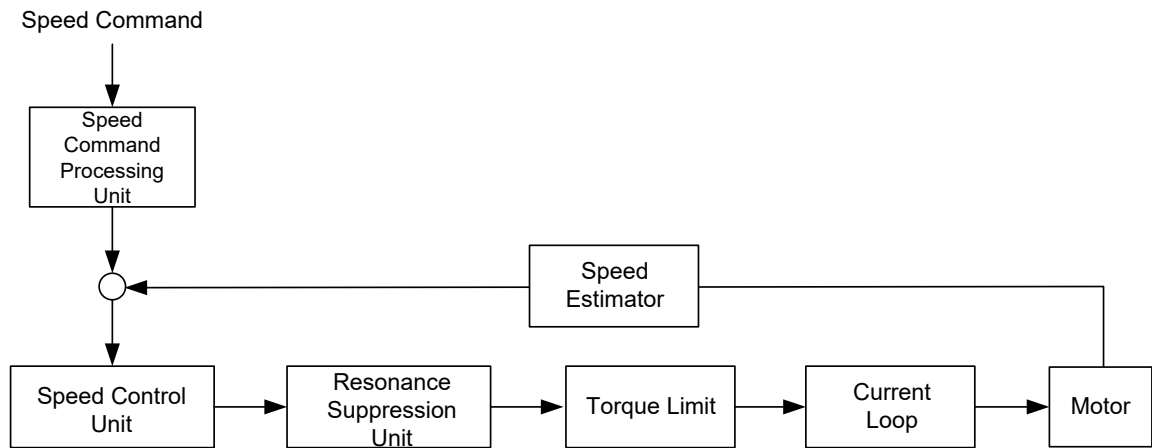 Speed Command
Speed
Command
Processing
Unit
Speed
Estimator
Speed Control
Unit
Resonance
Suppression
Unit
Torque Limit
Current
Loop
Motor